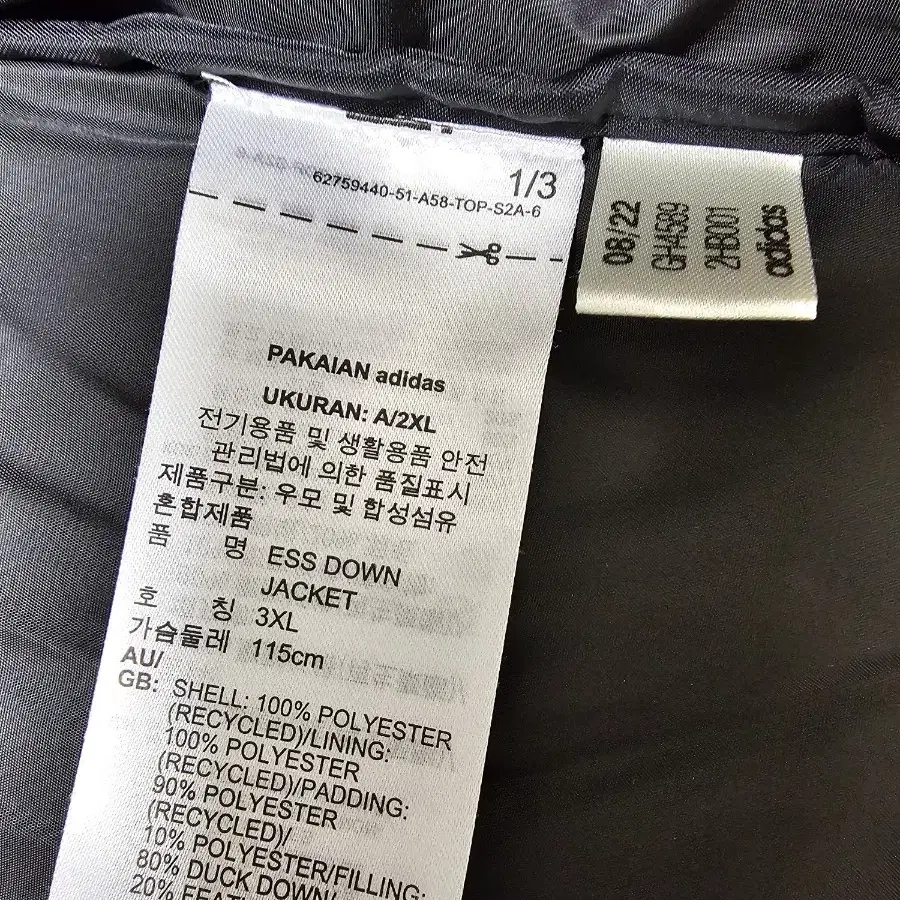 1/3
62759440-51-A58-TOP-S2A-6
PAKAIAN adidas
UKURAN: A/2XL
전기용품 및 생활용품 안전
관리법에 의한 품질표시
제품구분: 우모 및 합성섬유
혼합제품
품 명 ESS DOWN
JACKET
호 칭 3XL
가슴둘레 115cm
AU/
GB: SHELL: 100% POLYESTER
(RECYCLED)/LINING:
100% POLYESTER
(RECYCLED)/PADDING:
90% POLYESTER
(RECYCLED)/
10% POLYESTER/FILLING:
80% DUCK DOWN/
20%
08/22
GH4589
2HB001
adidas